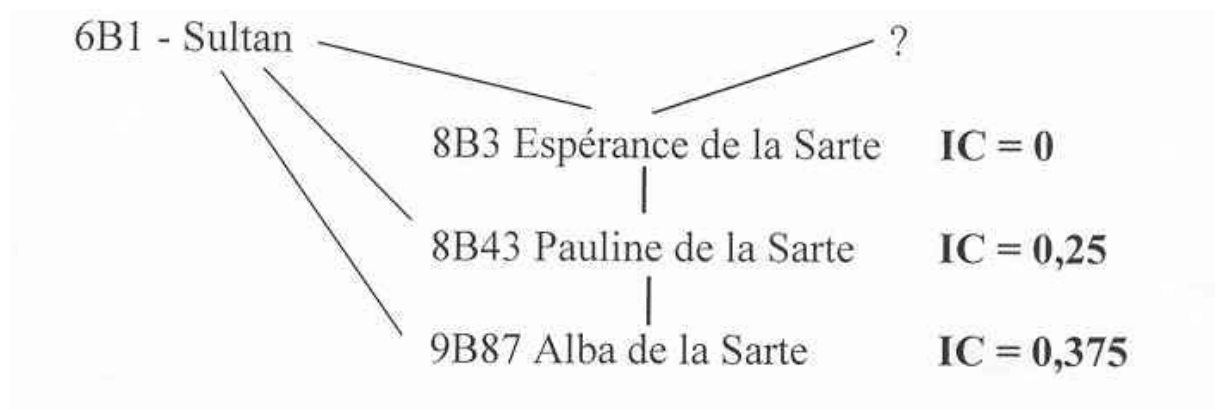 6B1 - Sultan ?
8B3 Espérance de la Sarte IC = 0
8B43 Pauline de la Sarte IC = 0,25
9B87 Alba de la Sarte IC = 0,375